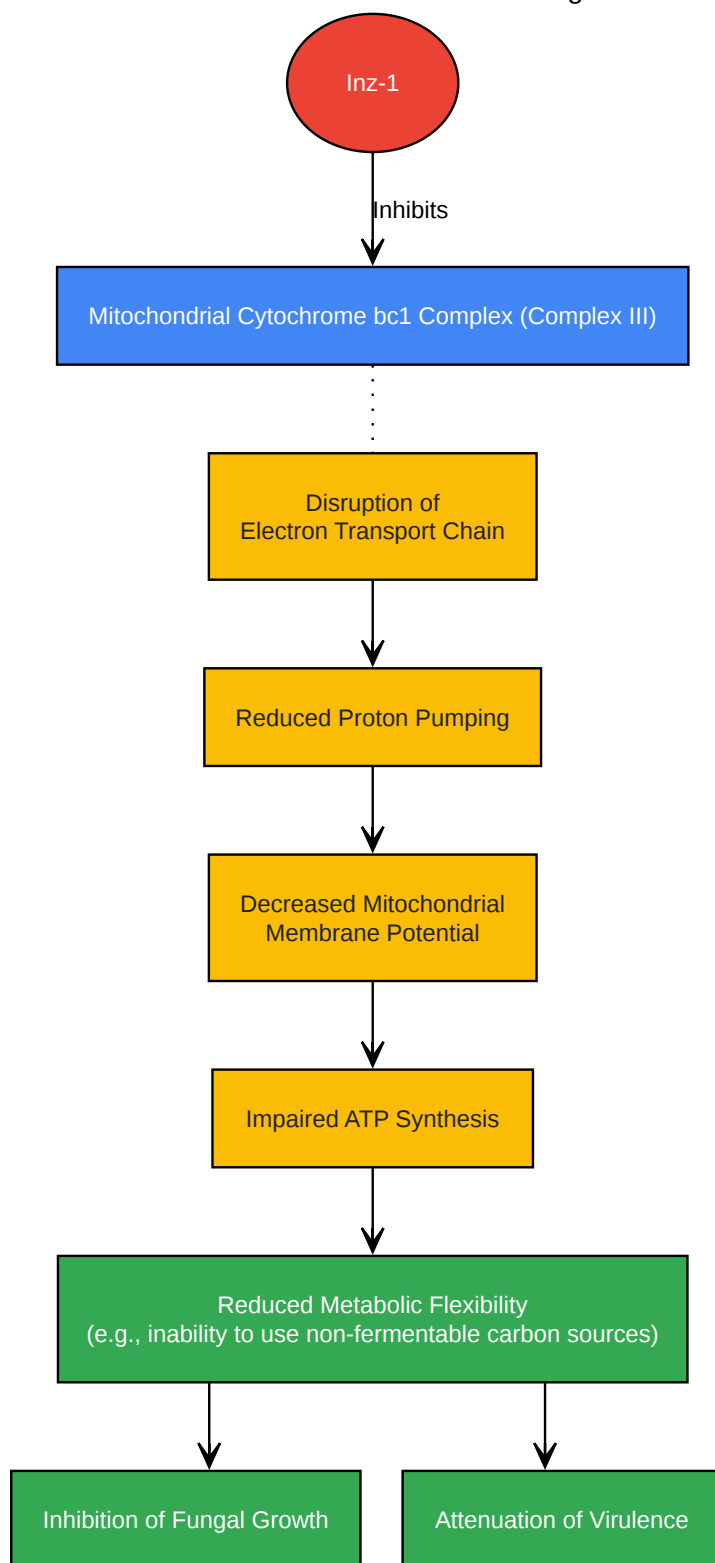 Inz-1
Inhibits
Mitochondrial Cytochrome bc1 Complex (Complex III)
Disruption of
Electron Transport Chain
Reduced Proton Pumping
Decreased Mitochondrial
Membrane Potential
Impaired ATP Synthesis
Reduced Metabolic Flexibility
(e.g., inability to use non-fermentable carbon sources)
Inhibition of Fungal Growth
Attenuation of Virulence